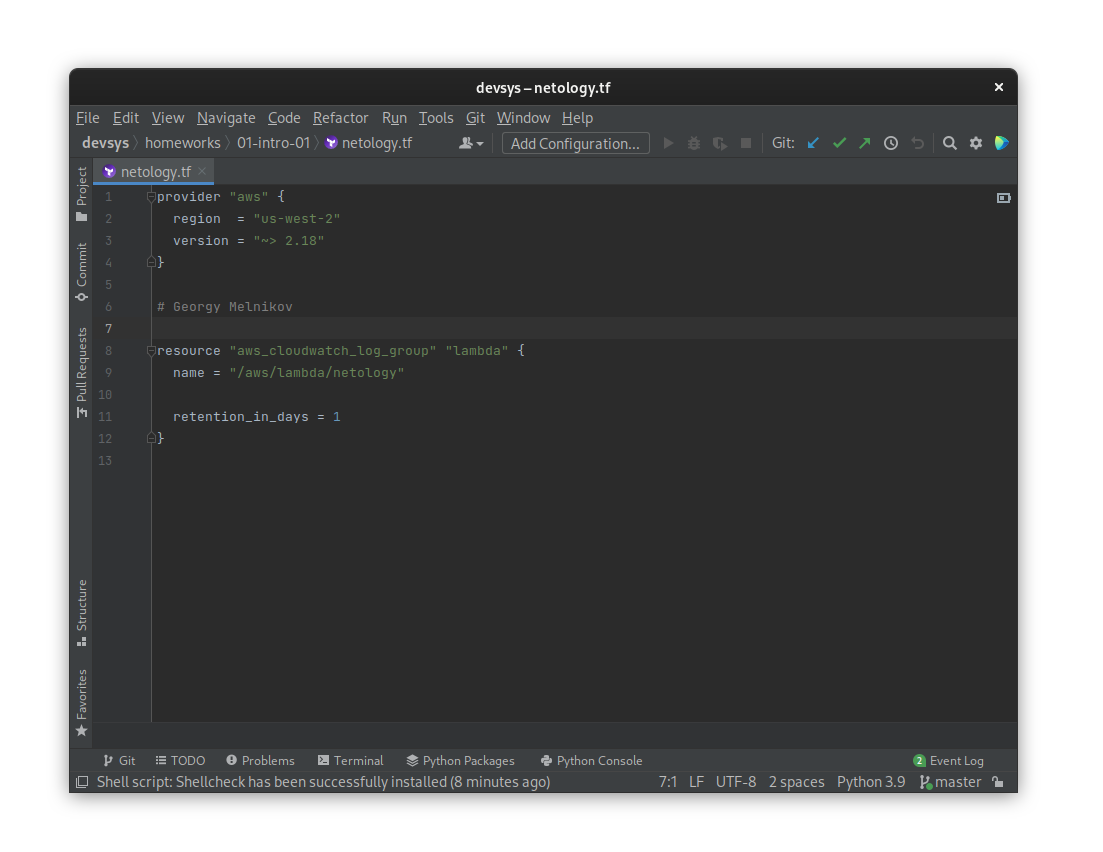 devsys – netology.tf
File Edit View Navigate Code Refactor Run Tools Git Window Help
devsys homeworks 01-intro-01 netology.tf Add Configuration... Git:
netology.tf
Project
Commit
Pull Requests
Structure
Favorites
1 provider "aws" {
2   region  = "us-west-2"
3   version = "~> 2.18"
4 }
5
6 # Georgy Melnikov
7
8 resource "aws_cloudwatch_log_group" "lambda" {
9   name = "/aws/lambda/netology"
10
11   retention_in_days = 1
12 }
13
Git TODO Problems Terminal Python Packages Python Console 2 Event Log
Shell script: Shellcheck has been successfully installed (8 minutes ago) 7:1 LF UTF-8 2 spaces Python 3.9 master